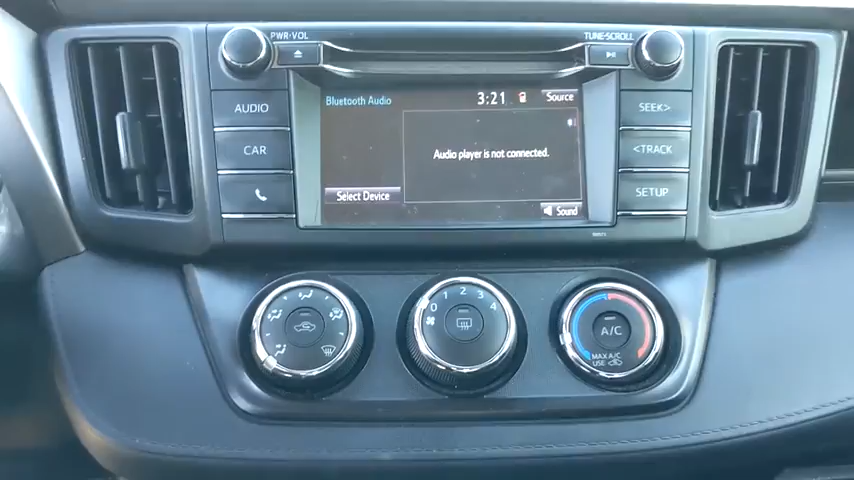 PWR•VOL
TUNE•SCROLL
AUDIO
CAR
Bluetooth Audio
3:21
Source
Audio player is not connected.
Select Device
Sound
SEEK>
<TRACK
SETUP
0 1 2 3 4
A/C
MAX A/C
USE